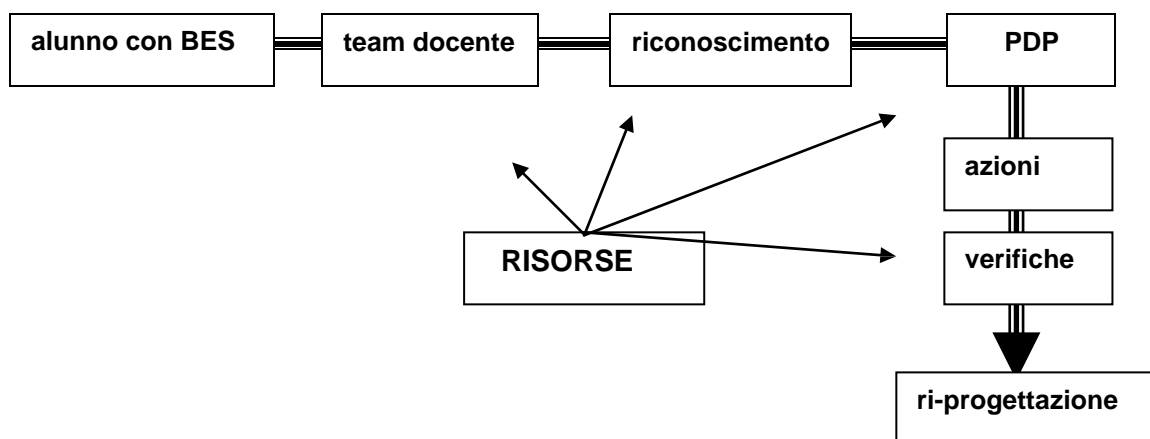 alunno con BES
team docente
riconoscimento
PDP
azioni
RISORSE
verifiche
ri-progettazione